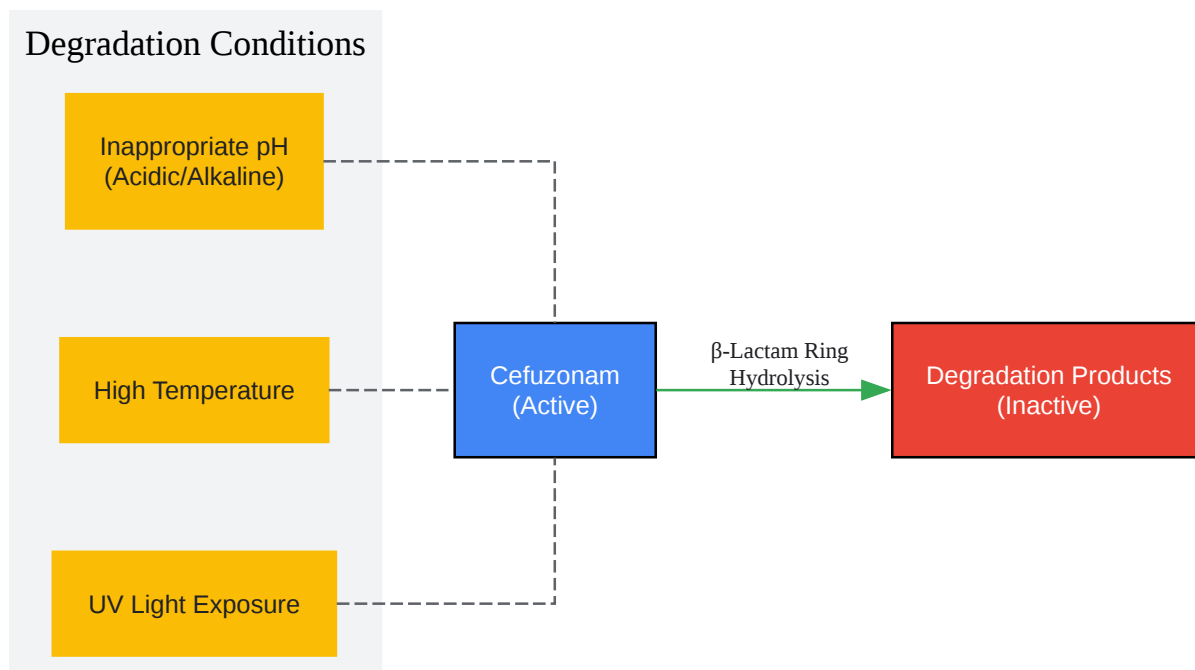 Degradation Conditions
Inappropriate pH
(Acidic/Alkaline)
High Temperature
UV Light Exposure
Cefuzonam
(Active)
β-Lactam Ring
Hydrolysis
Degradation Products
(Inactive)